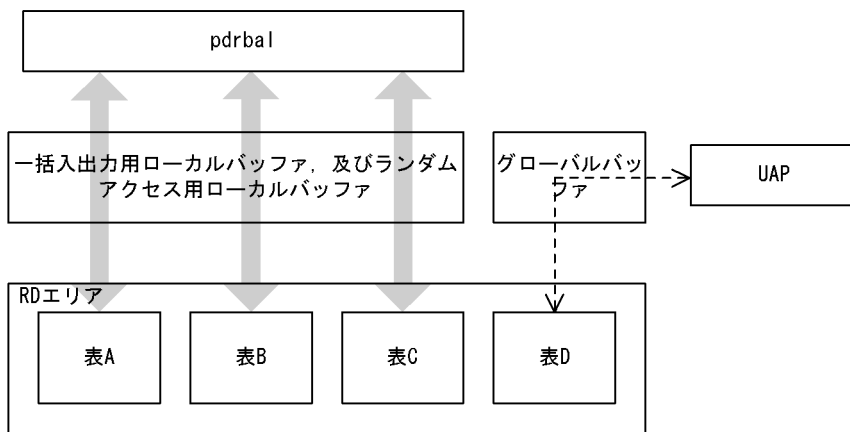 pdrbal
一括入出力用ローカルバッファ，及びランダム
アクセス用ローカルバッファ
グローバルバッ
ファ
UAP
RDエリア
表A
表B
表C
表D